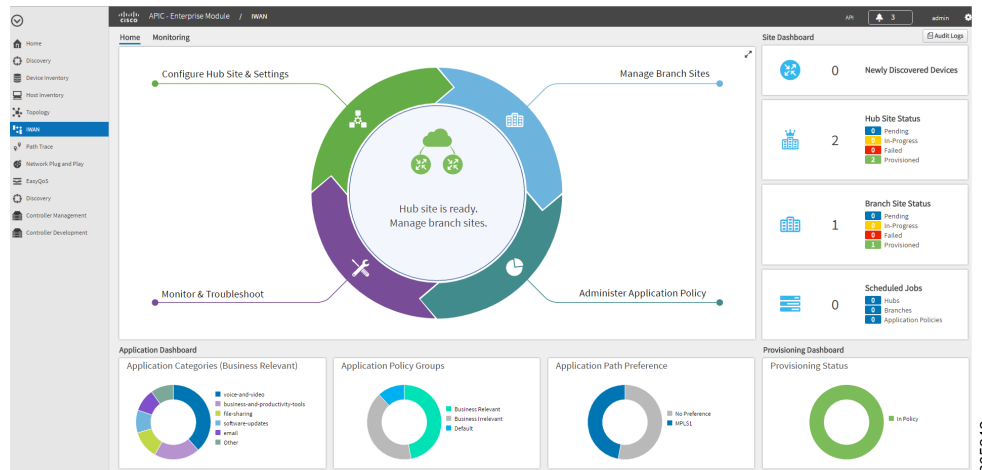 cisco APIC - Enterprise Module / IWAN API 3 admin
Home
Discovery
Device Inventory
Host Inventory
Topology
IWAN
Path Trace
Network Plug and Play
EasyQoS
Discovery
Controller Management
Controller Development
Home Monitoring
Configure Hub Site & Settings
Manage Branch Sites
Hub site is ready.
Manage branch sites.
Monitor & Troubleshoot
Administer Application Policy
Site Dashboard
Audit Logs
0 Newly Discovered Devices
2
Hub Site Status
0 Pending
0 In-Progress
0 Failed
2 Provisioned
1
Branch Site Status
0 Pending
0 In-Progress
0 Failed
1 Provisioned
0
Scheduled Jobs
0 Hubs
0 Branches
0 Application Policies
Application Dashboard
Application Categories (Business Relevant)
voice-and-video
business-and-productivity-tools
file-sharing
software-updates
email
Other
Application Policy Groups
Business Relevant
Business Irrelevant
Default
Application Path Preference
No Preference
MPLS1
Provisioning Dashboard
Provisioning Status
In Policy